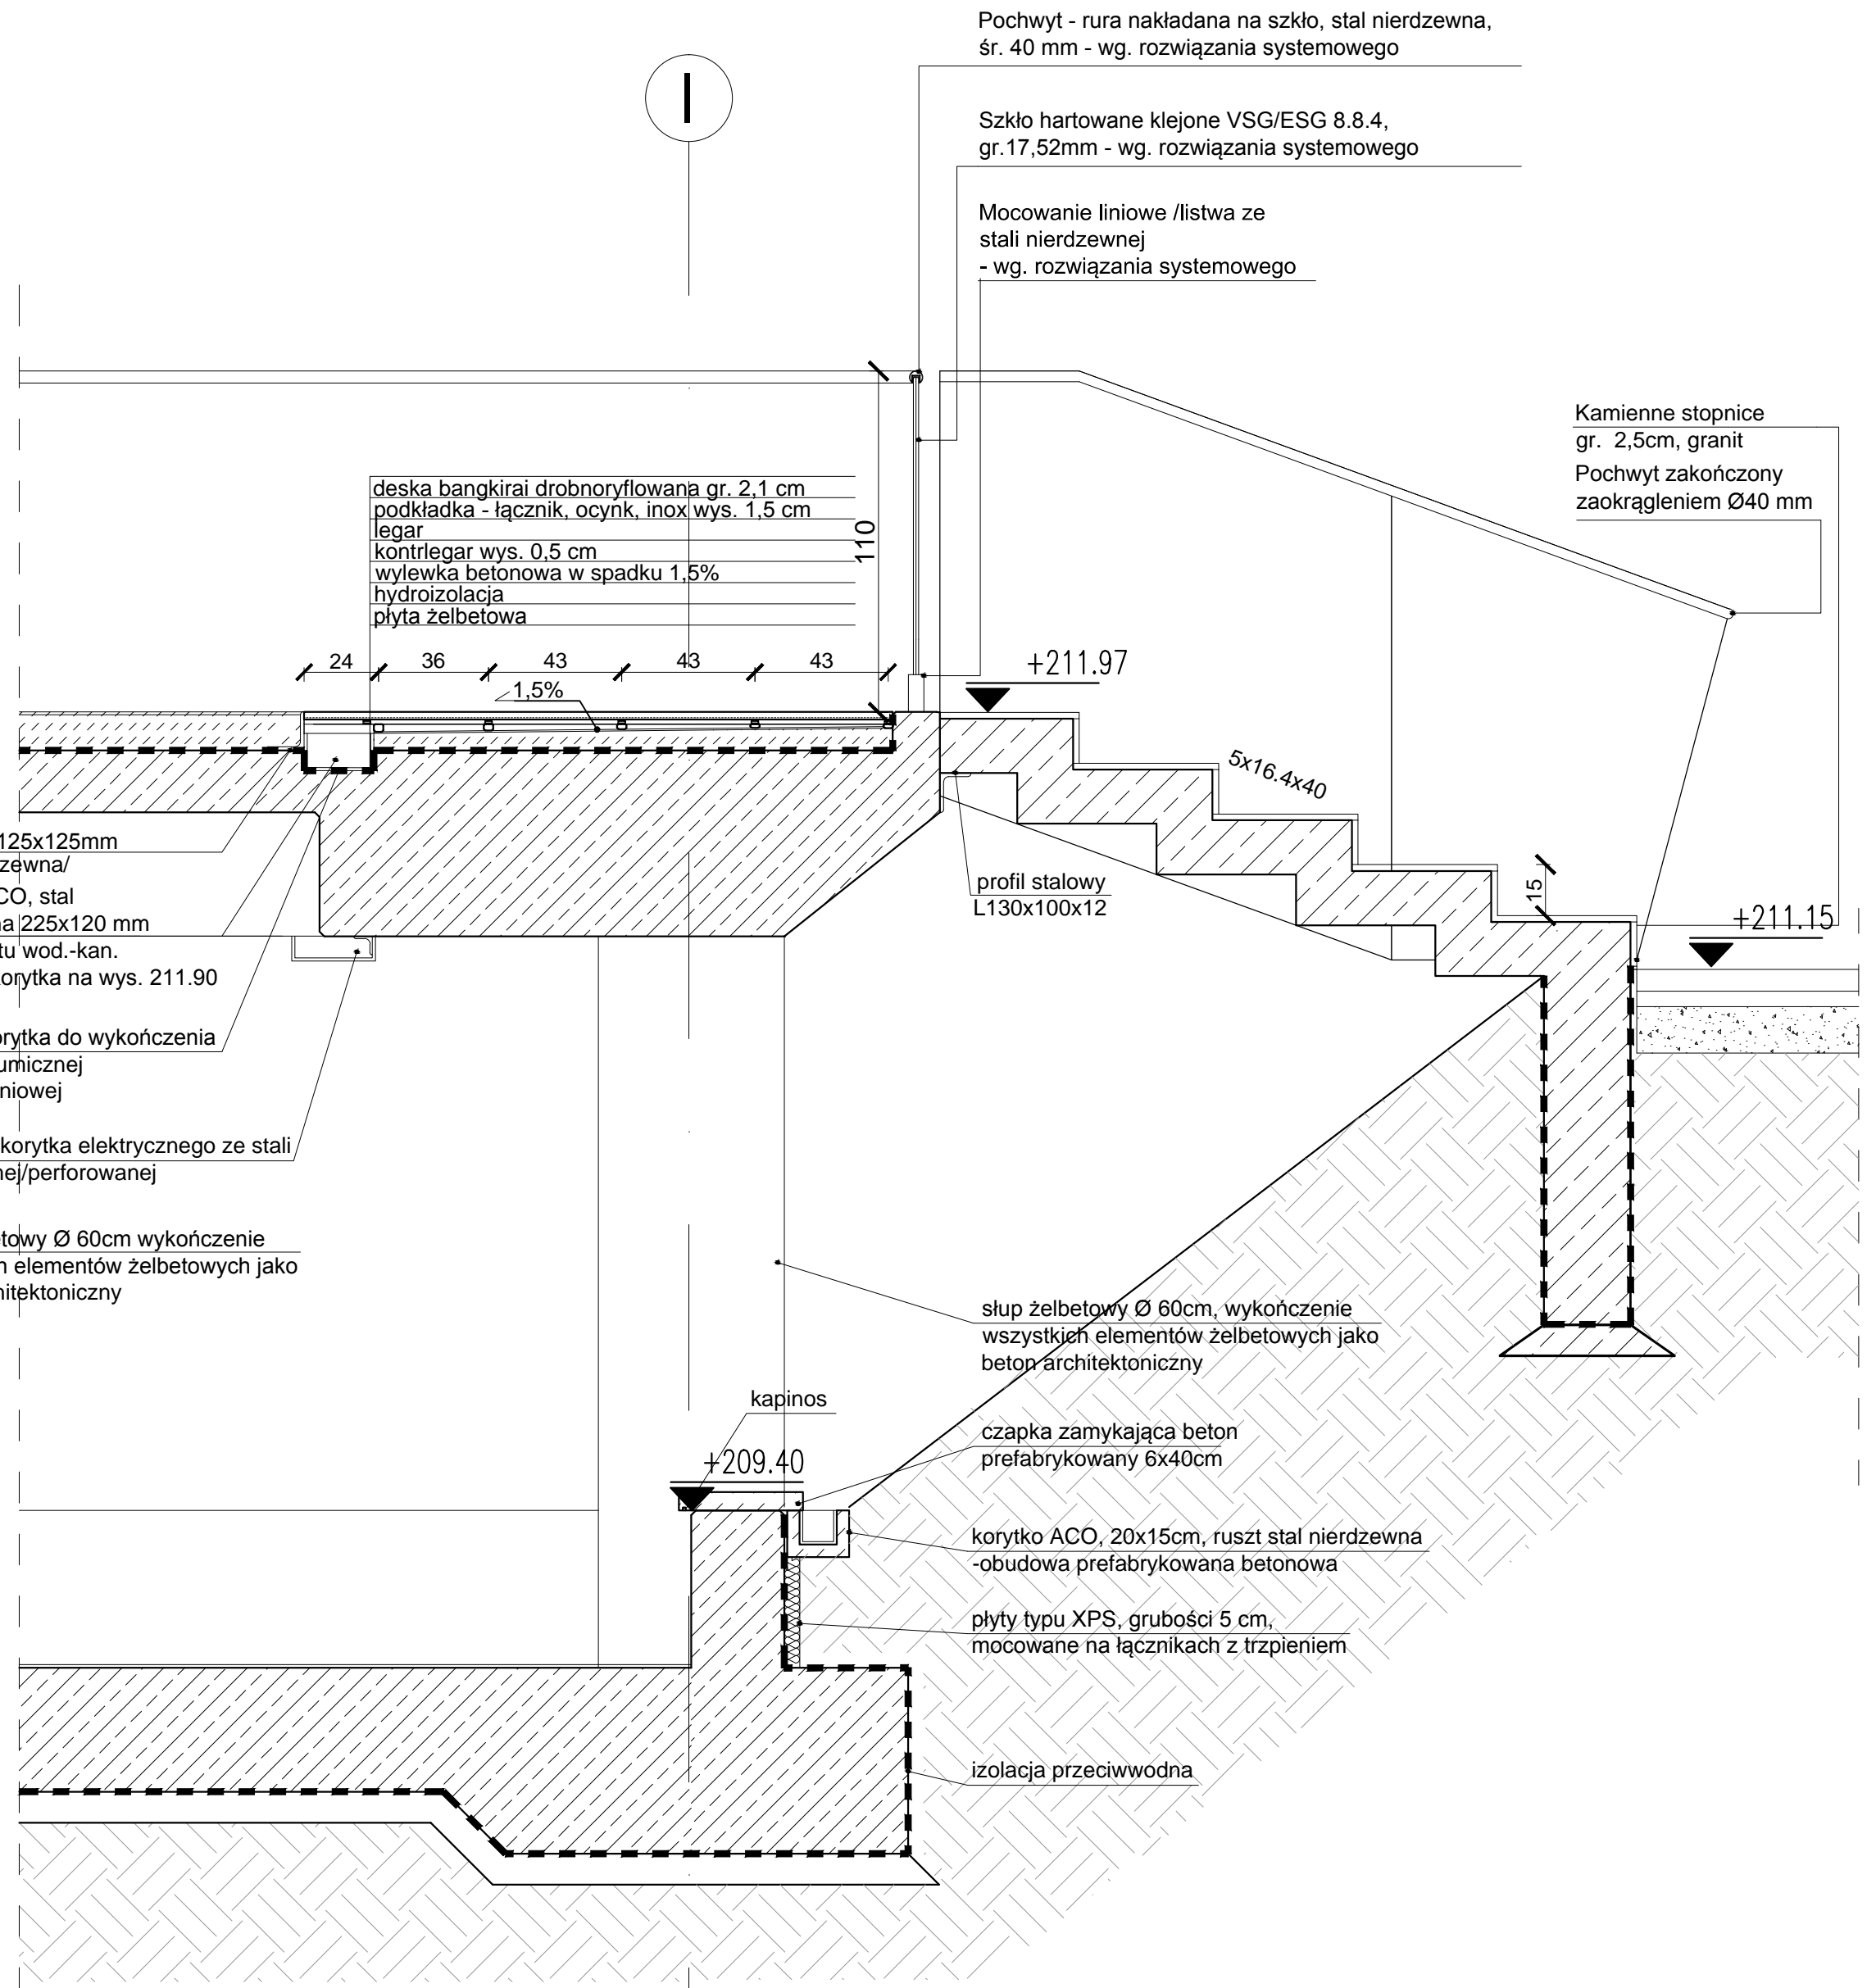 Pochwyt - rura nakładana na szkło, stal nierdzewna,
śr. 40 mm - wg. rozwiązania systemowego
I
Szkło hartowane klejone VSG/ESG 8.8.4,
gr.17,52mm - wg. rozwiązania systemowego
Mocowanie liniowe /listwa ze
stali nierdzewnej
- wg. rozwiązania systemowego
Kamienne stopnice
gr. 2,5cm, granit
Pochwyt zakończony
zaokrągleniem Ø40 mm
deska bangkirai drobnoryflowana gr. 2,1 cm
podkładka - łącznik, ocynk, inox wys. 1,5 cm
legar
kontrlegar wys. 0,5 cm
wylewka betonowa w spadku 1,5%
hydroizolacja
płyta żelbetowa
110
24 36 43 43 43
1,5%
+211.97
5x16.4x40
15
+211.15
profil stalowy
L130x100x12
125x125mm
zewna/
CO, stal
na 225x120 mm
tu wod.-kan.
korytka na wys. 211.90
orytka do wykończenia
umicznej
niowej
korytka elektrycznego ze stali
nej/perforowanej
etowy Ø 60cm wykończenie
h elementów żelbetowych jako
hitektoniczny
słup żelbetowy Ø 60cm, wykończenie
wszystkich elementów żelbetowych jako
beton architektoniczny
kapinos
+209.40
czapka zamykająca beton
prefabrykowany 6x40cm
korytko ACO, 20x15cm, ruszt stal nierdzewna
-obudowa prefabrykowana betonowa
płyty typu XPS, grubości 5 cm,
mocowane na łącznikach z trzpieniem
izolacja przeciwwodna